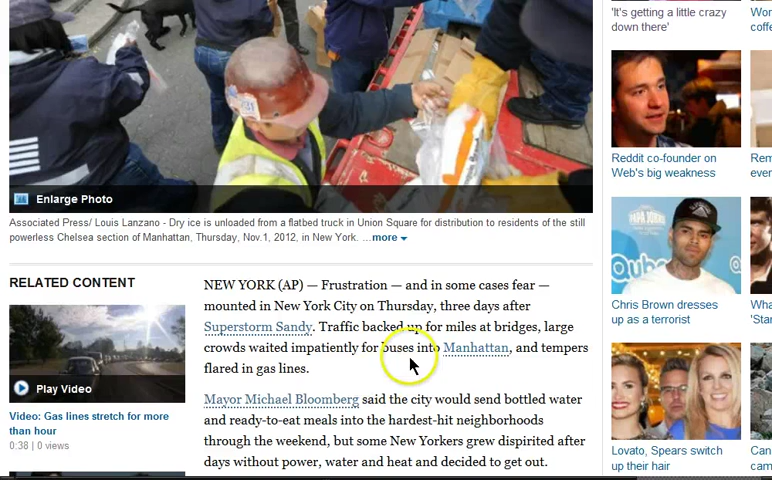 Enlarge Photo
Associated Press/ Louis Lanzano - Dry ice is unloaded from a flatbed truck in Union Square for distribution to residents of the still
powerless Chelsea section of Manhattan, Thursday, Nov.1, 2012, in New York. ...more
RELATED CONTENT
Play Video
Video: Gas lines stretch for more
than hour
0:38 | 0 views
NEW YORK (AP) — Frustration — and in some cases fear —
mounted in New York City on Thursday, three days after
Superstorm Sandy. Traffic backed up for miles at bridges, large
crowds waited impatiently for buses into Manhattan, and tempers
flared in gas lines.
Mayor Michael Bloomberg said the city would send bottled water
and ready-to-eat meals into the hardest-hit neighborhoods
through the weekend, but some New Yorkers grew dispirited after
days without power, water and heat and decided to get out.
'It's getting a little crazy
down there'
Reddit co-founder on
Web's big weakness
PAPA JOHN'S
Qubo
Chris Brown dresses
up as a terrorist
Lovato, Spears switch
up their hair